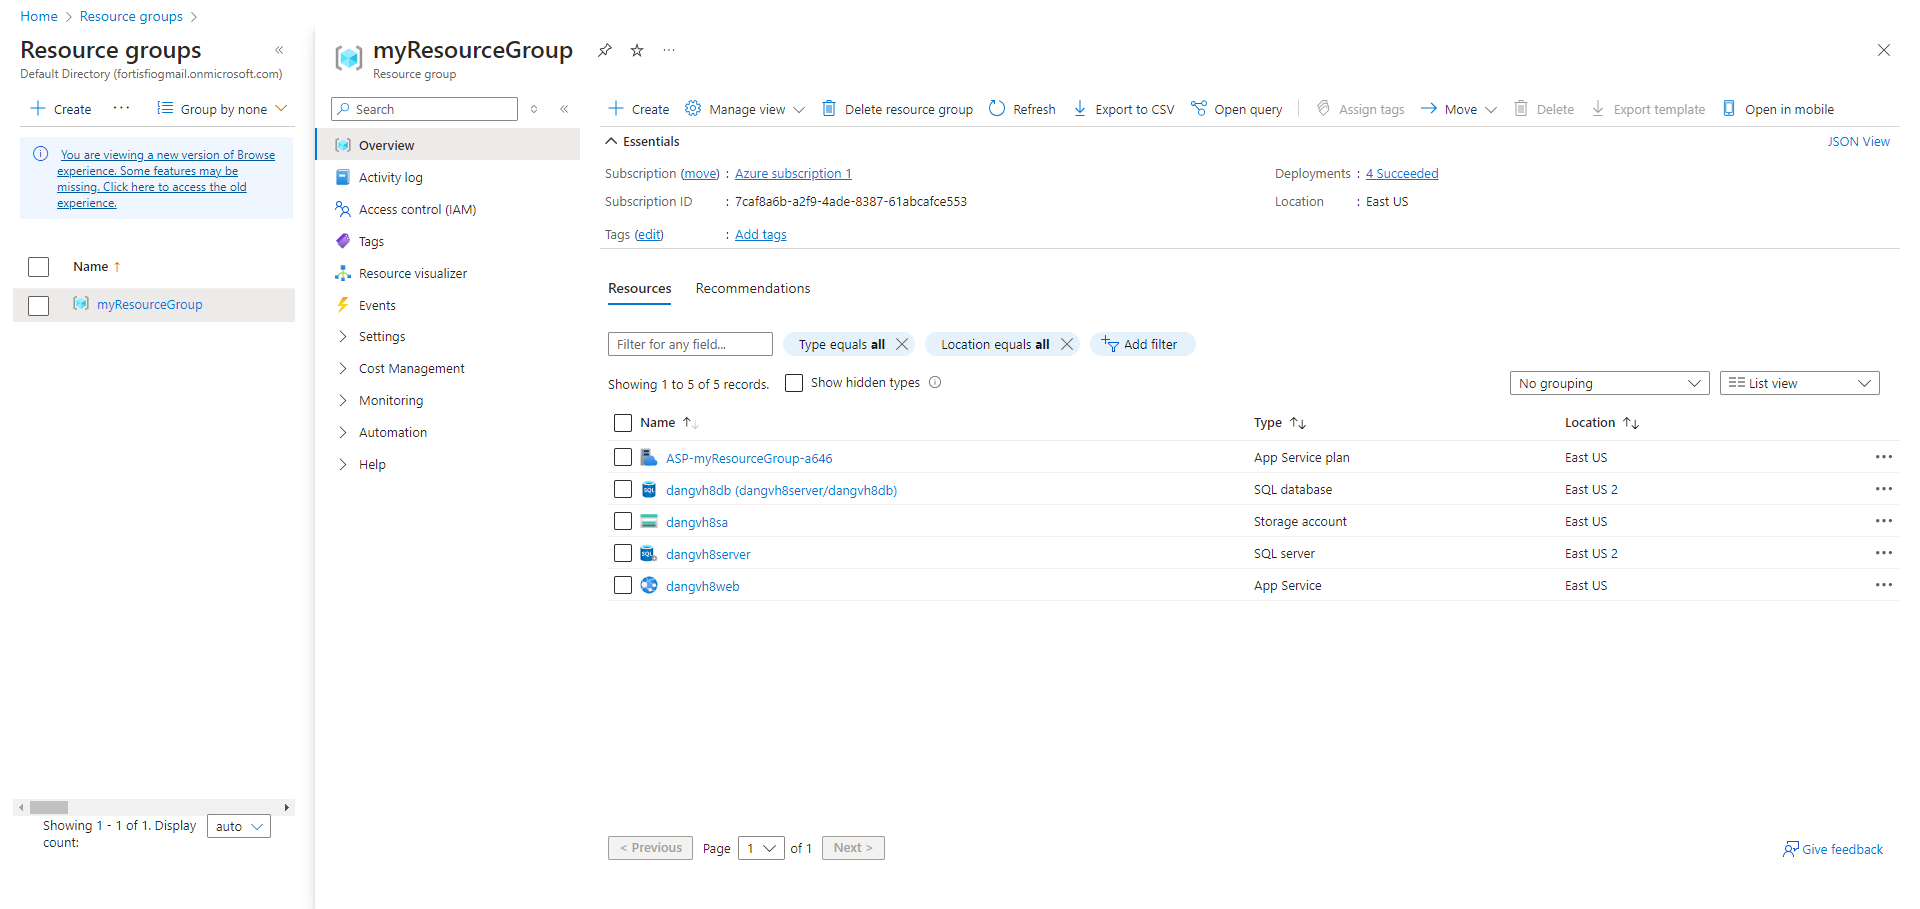 Home > Resource groups >
Resource groups «
Default Directory (fortisfiogmail.onmicrosoft.com)
+ Create ··· Group by none
You are viewing a new version of Browse
experience. Some features may be
missing. Click here to access the old
experience.
Name ↑
myResourceGroup
Showing 1 - 1 of 1. Display
count:
auto
myResourceGroup ···
Resource group
Search «
Overview
Activity log
Access control (IAM)
Tags
Resource visualizer
Events
Settings
Cost Management
Monitoring
Automation
Help
+ Create Manage view Delete resource group Refresh Export to CSV Open query Assign tags Move Delete Export template Open in mobile
Essentials
JSON View
Subscription (move) : Azure subscription 1
Deployments : 4 Succeeded
Subscription ID : 7caf8a6b-a2f9-4ade-8387-61abcafce553
Location : East US
Tags (edit) : Add tags
Resources Recommendations
Filter for any field... Type equals all Location equals all Add filter
Showing 1 to 5 of 5 records. Show hidden types
No grouping List view
Name ↑↓ Type ↑↓ Location ↑↓
ASP-myResourceGroup-a646 App Service plan East US ···
SQL dangvh8db (dangvh8server/dangvh8db) SQL database East US 2 ···
dangvh8sa Storage account East US ···
SQL dangvh8server SQL server East US 2 ···
dangvh8web App Service East US ···
< Previous Page 1 of 1 Next >
Give feedback